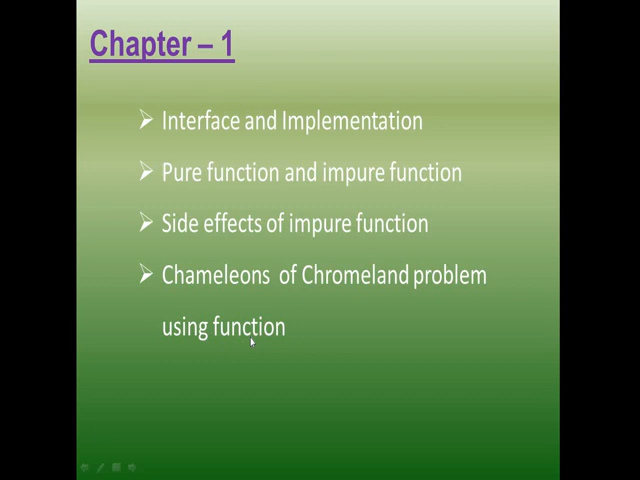 Chapter – 1
➢ Interface and Implementation
➢ Pure function and impure function
➢ Side effects of impure function
➢ Chameleons of Chromeland problem
using function